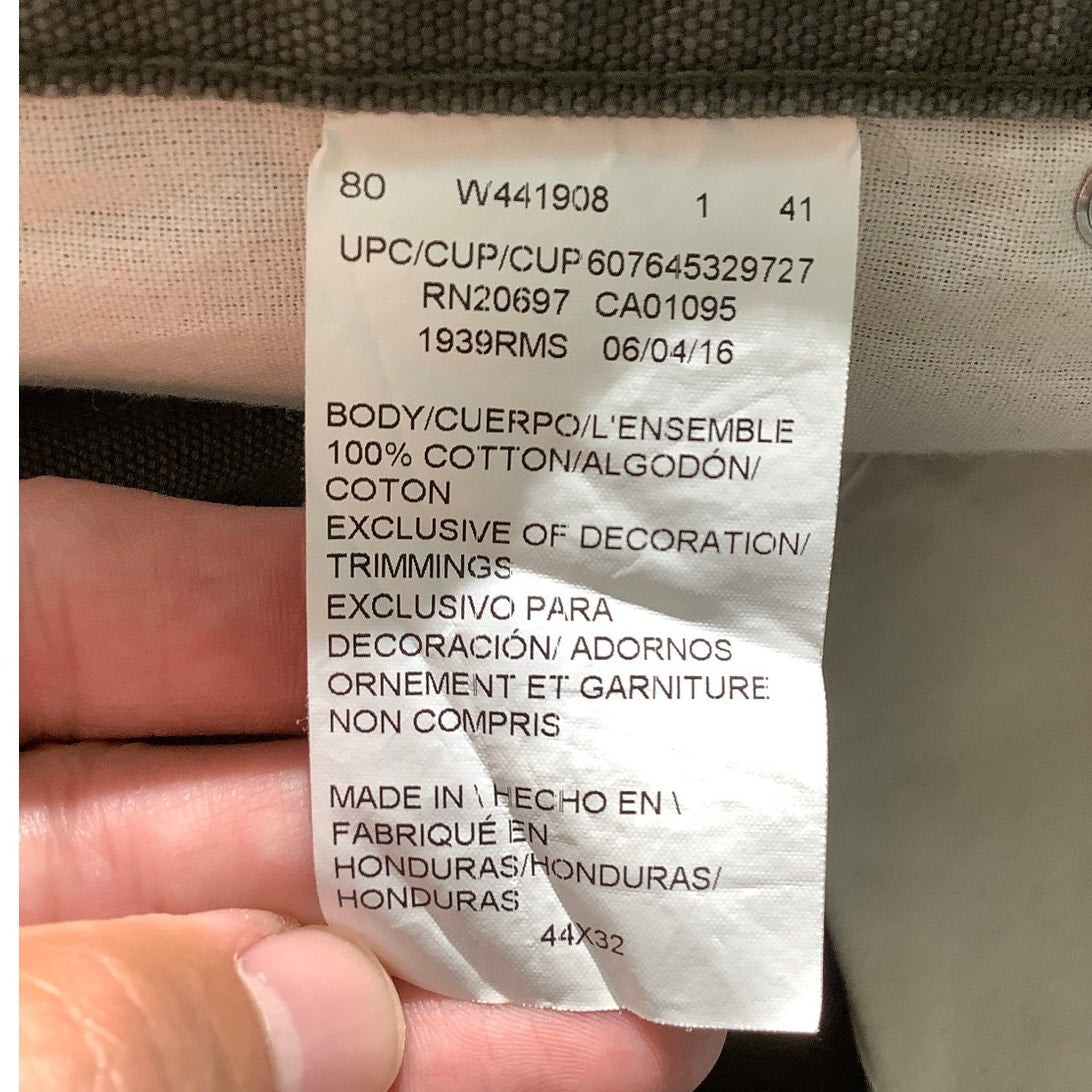 80 W441908 1 41
UPC/CUP/CUP 607645329727
RN20697 CA01095
1939RMS 06/04/16
BODY/CUERPO/L'ENSEMBLE
100% COTTON/ALGODÓN/
COTON
EXCLUSIVE OF DECORATION/
TRIMMINGS
EXCLUSIVO PARA
DECORACIÓN/ ADORNOS
ORNEMENT ET GARNITURE
NON COMPRIS
MADE IN \ HECHO EN \
FABRIQUÉ EN
HONDURAS/HONDURAS/
HONDURAS
44X32